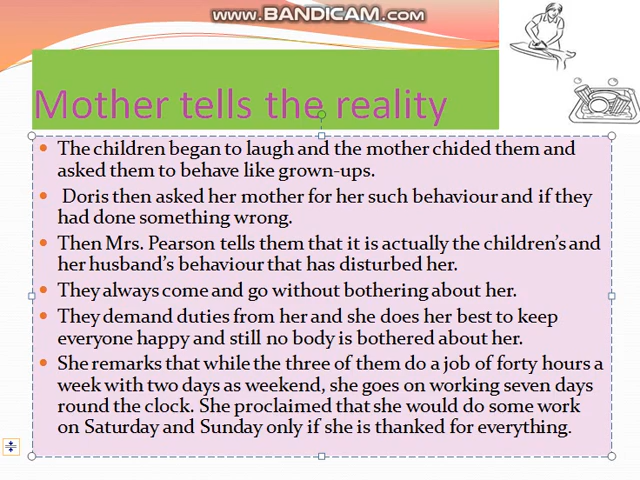 www.BANDICAM.com
Mother tells the reality
• The children began to laugh and the mother chided them and
asked them to behave like grown-ups.
• Doris then asked her mother for her such behaviour and if they
had done something wrong.
• Then Mrs. Pearson tells them that it is actually the children's and
her husband's behaviour that has disturbed her.
• They always come and go without bothering about her.
• They demand duties from her and she does her best to keep
everyone happy and still no body is bothered about her.
• She remarks that while the three of them do a job of forty hours a
week with two days as weekend, she goes on working seven days
round the clock. She proclaimed that she would do some work
on Saturday and Sunday only if she is thanked for everything.